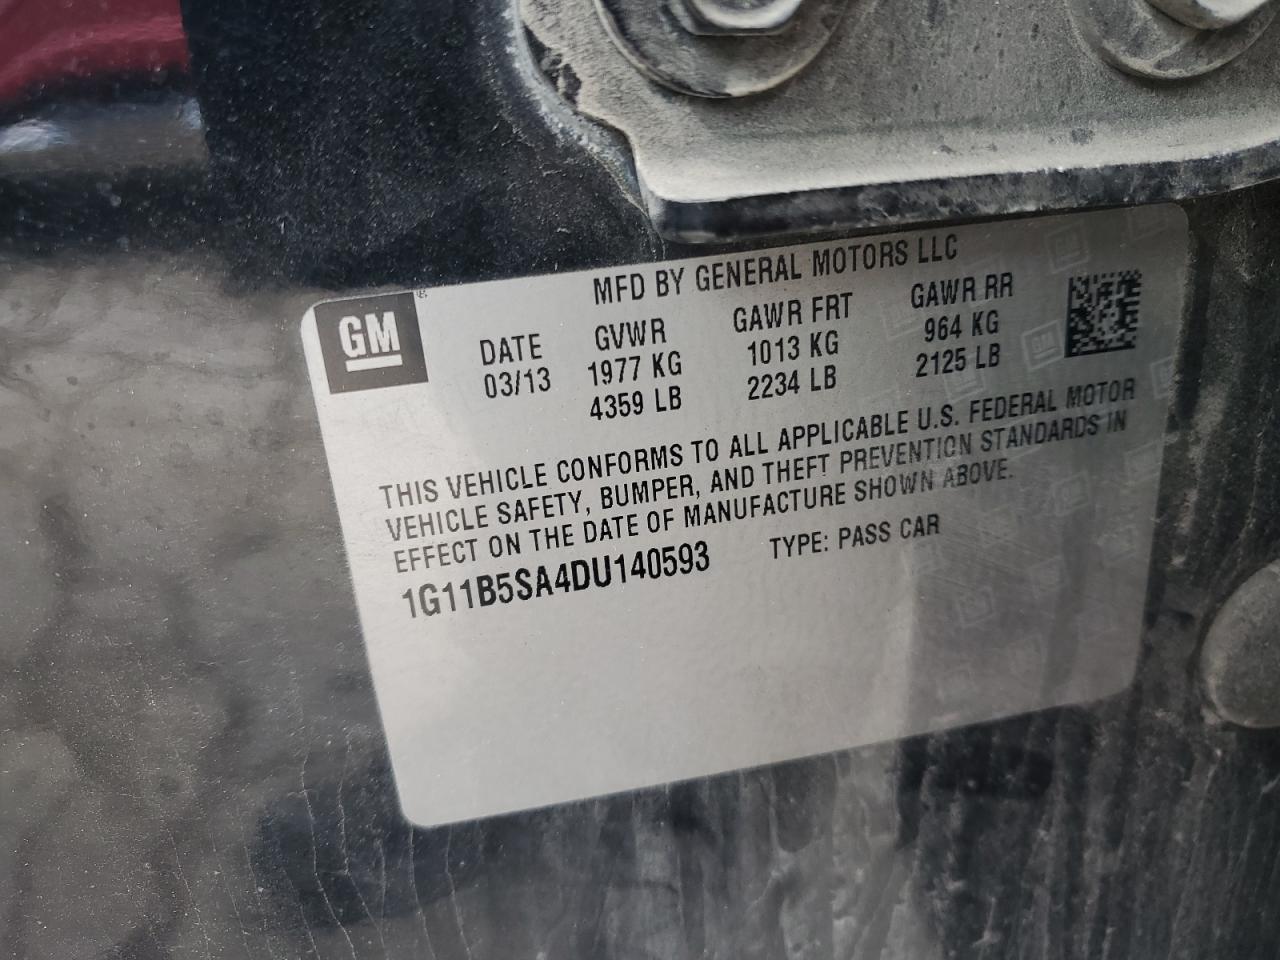 MFD BY GENERAL MOTORS LLC
GM
DATE GVWR GAWR FRT GAWR RR
03/13 1977 KG 1013 KG 964 KG
4359 LB 2234 LB 2125 LB
THIS VEHICLE CONFORMS TO ALL APPLICABLE U.S. FEDERAL MOTOR
VEHICLE SAFETY, BUMPER, AND THEFT PREVENTION STANDARDS IN
EFFECT ON THE DATE OF MANUFACTURE SHOWN ABOVE.
1G11B5SA4DU140593 TYPE: PASS CAR